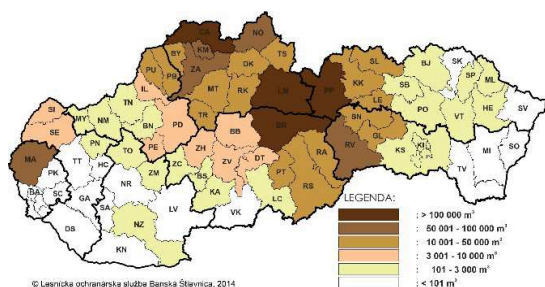 CA
NO
BY
KM
TS
PU
PB
ZA
DK
SL
BJ
SK
IL
MT
RK
LM
PP
KK
LE
SB
SP
ML
SI
MY
NM
TN
BN
PD
TR
PO
VT
HE
SV
SE
BB
BR
SN
GL
MA
PN
TO
PE
ZH
ZV
DT
RA
RV
KS
KI
MI
SO
TT
HC
ZM
ZC
BS
PT
TV
PK
BA
SC
NR
KA
LC
RS
GA
SA
LV
VK
DS
NZ
KN
LEGENDA:
: > 100 000 m³
: 50 001 - 100 000 m³
: 10 001 - 50 000 m³
: 3 001 - 10 000 m³
: 101 - 3 000 m³
: < 101 m³
© Lesnícka ochranárska služba Banská Štiavnica, 2014